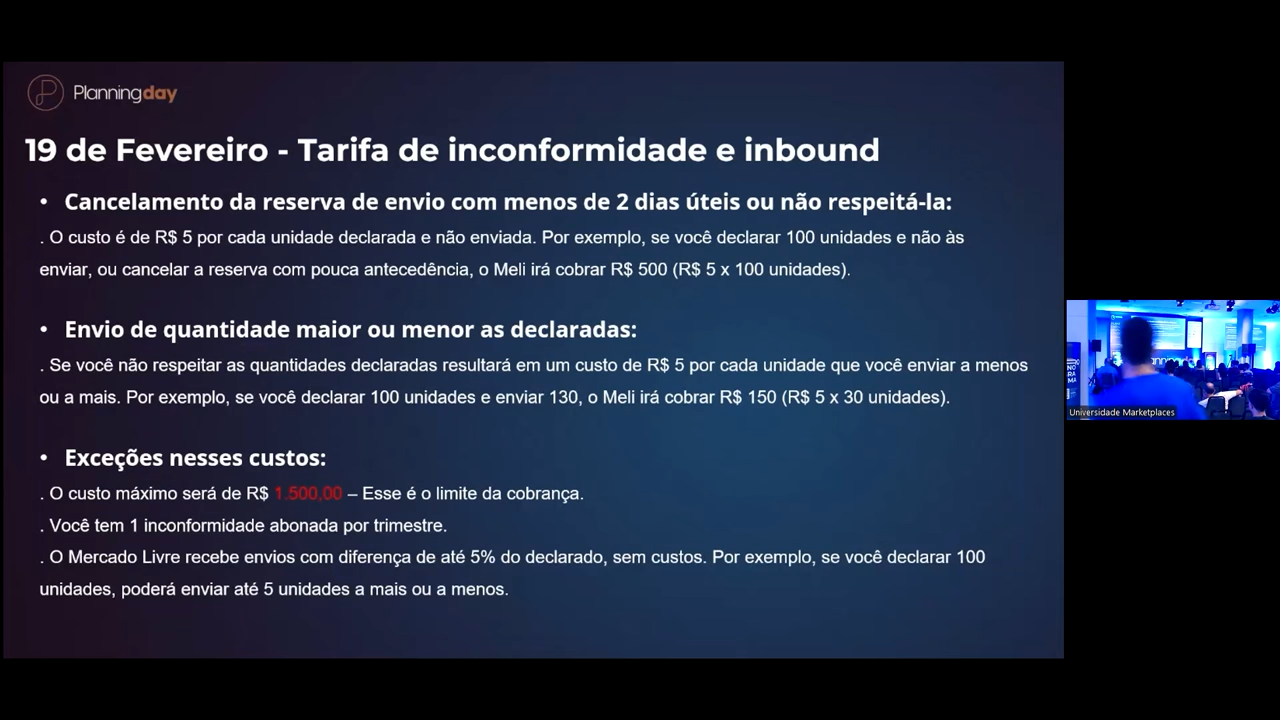 Planningday
19 de Fevereiro - Tarifa de inconformidade e inbound
• Cancelamento da reserva de envio com menos de 2 dias úteis ou não respeitá-la:
. O custo é de R$ 5 por cada unidade declarada e não enviada. Por exemplo, se você declarar 100 unidades e não às
enviar, ou cancelar a reserva com pouca antecedência, o Meli irá cobrar R$ 500 (R$ 5 x 100 unidades).
• Envio de quantidade maior ou menor as declaradas:
. Se você não respeitar as quantidades declaradas resultará em um custo de R$ 5 por cada unidade que você enviar a menos
ou a mais. Por exemplo, se você declarar 100 unidades e enviar 130, o Meli irá cobrar R$ 150 (R$ 5 x 30 unidades).
• Exceções nesses custos:
. O custo máximo será de R$ 1.500,00 – Esse é o limite da cobrança.
. Você tem 1 inconformidade abonada por trimestre.
. O Mercado Livre recebe envios com diferença de até 5% do declarado, sem custos. Por exemplo, se você declarar 100
unidades, poderá enviar até 5 unidades a mais ou a menos.
Universidade Marketplaces